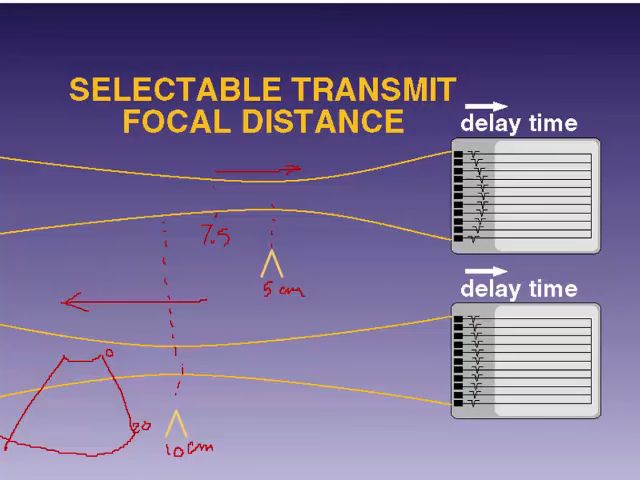 SELECTABLE TRANSMIT
FOCAL DISTANCE
delay time
7.5
5 cm
delay time
0
20
10 cm